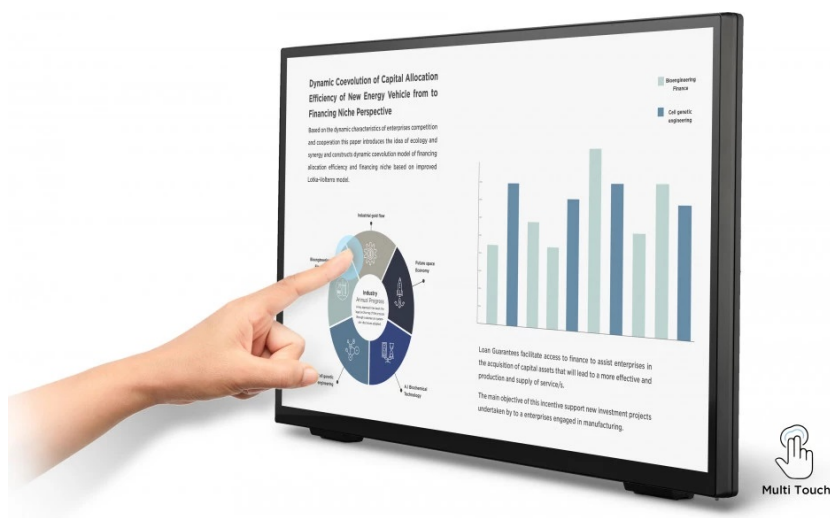 Dynamic Coevolution of Capital Allocation
Efficiency of New Energy Vehicle from to
Financing Niche Perspective
Based on the dynamic characteristics of enterprises competition
and cooperation this paper introduces the idea of ecology and
synergy and constructs dynamic coevolution model of financing
allocation efficiency and financing niche based on improved
Lotka-Volterra model.
Industrial gool flow
Future space
Economy
Industry
Annual Progress
A.I Biochemical
Technology
Bioengineering
Finance
Cell genetic
engineering
Loan Guarantees facilitate access to finance to assist enterprises in
the acquisition of capital assets that will lead to a more effective and
production and supply of service/s.
The main objective of this incentive support new investment projects
undertaken by to a enterprises engaged in manufacturing.
Multi Touch